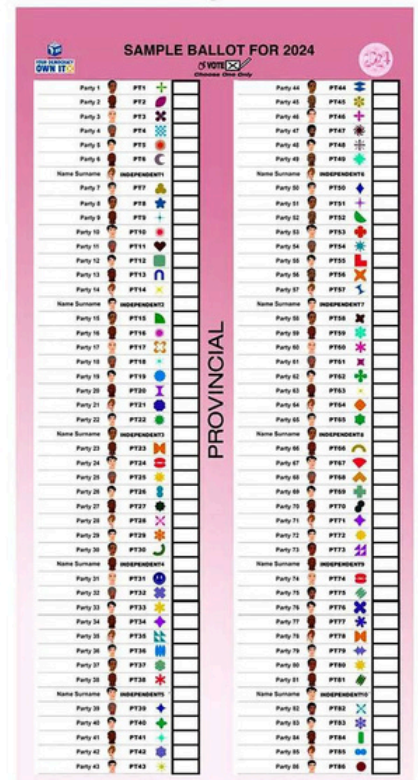 YOUR DEMOCRACY
OWN IT
SAMPLE BALLOT FOR 2024
VOTE
Choose One Only
2024
PROVINCIAL
Party 1 PT1
Party 2 PT2
Party 3 PT3
Party 4 PT4
Party 5 PT5
Party 6 PT6
Name Surname INDEPENDENT1
Party 7 PT7
Party 8 PT8
Party 9 PT9
Party 10 PT10
Party 11 PT11
Party 12 PT12
Party 13 PT13
Party 14 PT14
Name Surname INDEPENDENT2
Party 15 PT15
Party 16 PT16
Party 17 PT17
Party 18 PT18
Party 19 PT19
Party 20 PT20
Party 21 PT21
Party 22 PT22
Name Surname INDEPENDENT3
Party 23 PT23
Party 24 PT24
Party 25 PT25
Party 26 PT26
Party 27 PT27
Party 28 PT28
Party 29 PT29
Party 30 PT30
Name Surname INDEPENDENT4
Party 31 PT31
Party 32 PT32
Party 33 PT33
Party 34 PT34
Party 35 PT35
Party 36 PT36
Party 37 PT37
Party 38 PT38
Name Surname INDEPENDENT5
Party 39 PT39
Party 40 PT40
Party 41 PT41
Party 42 PT42
Party 43 PT43
Party 44 PT44
Party 45 PT45
Party 46 PT46
Party 47 PT47
Party 48 PT48
Party 49 PT49
Name Surname INDEPENDENT6
Party 50 PT50
Party 51 PT51
Party 52 PT52
Party 53 PT53
Party 54 PT54
Party 55 PT55
Party 56 PT56
Party 57 PT57
Name Surname INDEPENDENT7
Party 58 PT58
Party 59 PT59
Party 60 PT60
Party 61 PT61
Party 62 PT62
Party 63 PT63
Party 64 PT64
Party 65 PT65
Name Surname INDEPENDENT8
Party 66 PT66
Party 67 PT67
Party 68 PT68
Party 69 PT69
Party 70 PT70
Party 71 PT71
Party 72 PT72
Party 73 PT73
Name Surname INDEPENDENT9
Party 74 PT74
Party 75 PT75
Party 76 PT76
Party 77 PT77
Party 78 PT78
Party 79 PT79
Party 80 PT80
Party 81 PT81
Name Surname INDEPENDENT10
Party 82 PT82
Party 83 PT83
Party 84 PT84
Party 85 PT85
Party 86 PT86